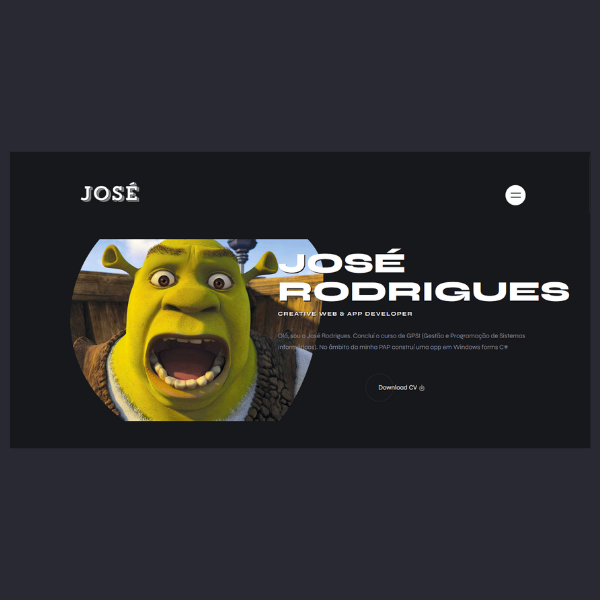 JOSÉ
JOSÉ
RODRIGUES
CREATIVE WEB & APP DEVELOPER
Olá, sou o José Rodrigues. Conclui o curso de GPSI (Gestão e Programação de Sistemas
Informáticos). No âmbito da minha PAP construí uma app em Windows forms C#
Download CV